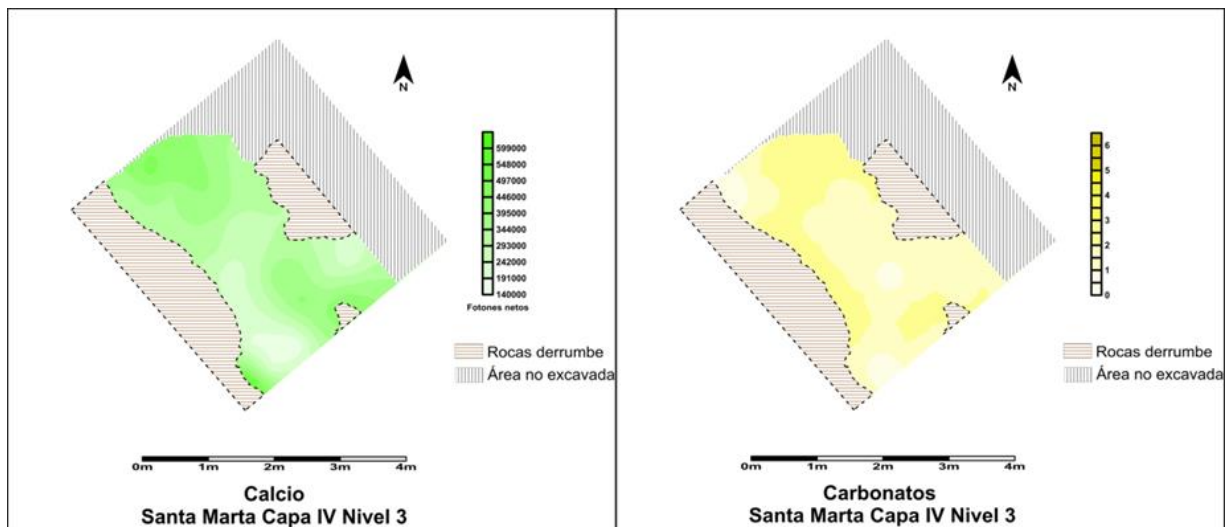 N
599000
548000
497000
446000
395000
344000
293000
242000
191000
140000
Fotones netos
Rocas derrumbe
Área no excavada
0m 1m 2m 3m 4m
Calcio
Santa Marta Capa IV Nivel 3
N
6
5
4
3
2
1
0
Rocas derrumbe
Área no excavada
0m 1m 2m 3m 4m
Carbonatos
Santa Marta Capa IV Nivel 3